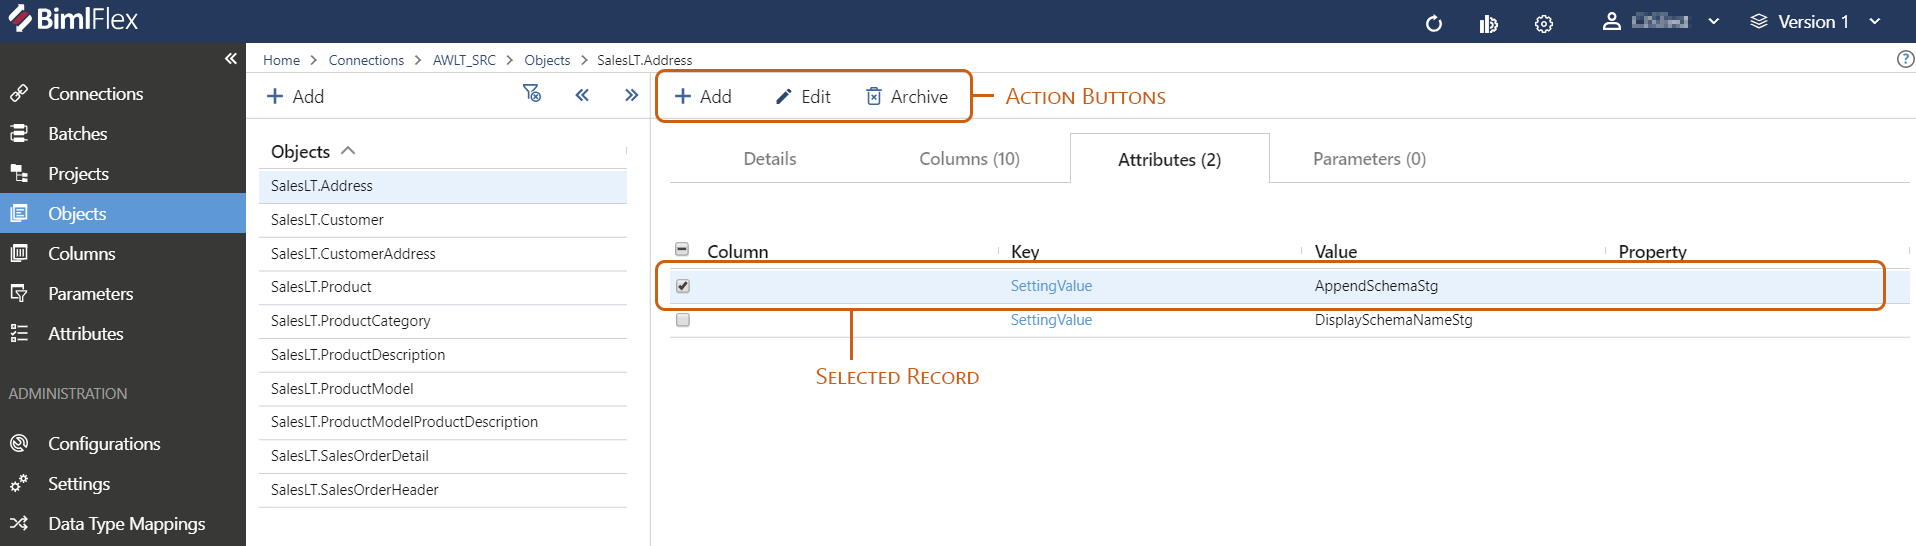 BimlFlex
Version 1
Connections
Batches
Projects
Objects
Columns
Parameters
Attributes
ADMINISTRATION
Configurations
Settings
Data Type Mappings
Home > Connections > AWLT_SRC > Objects > SalesLT.Address
Add
Objects
SalesLT.Address
SalesLT.Customer
SalesLT.CustomerAddress
SalesLT.Product
SalesLT.ProductCategory
SalesLT.ProductDescription
SalesLT.ProductModel
SalesLT.ProductModelProductDescription
SalesLT.SalesOrderDetail
SalesLT.SalesOrderHeader
Add Edit Archive
Action Buttons
Details Columns (10) Attributes (2) Parameters (0)
Column Key Value Property
SettingValue AppendSchemaStg
SettingValue DisplaySchemaNameStg
Selected Record